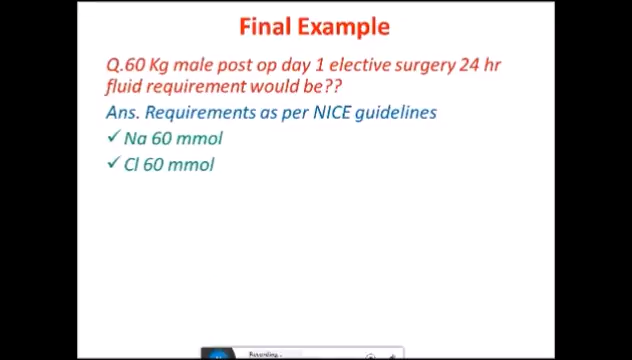 Final Example
Q.60 Kg male post op day 1 elective surgery 24 hr
fluid requirement would be??
Ans. Requirements as per NICE guidelines
✓ Na 60 mmol
✓ Cl 60 mmol
Recording...